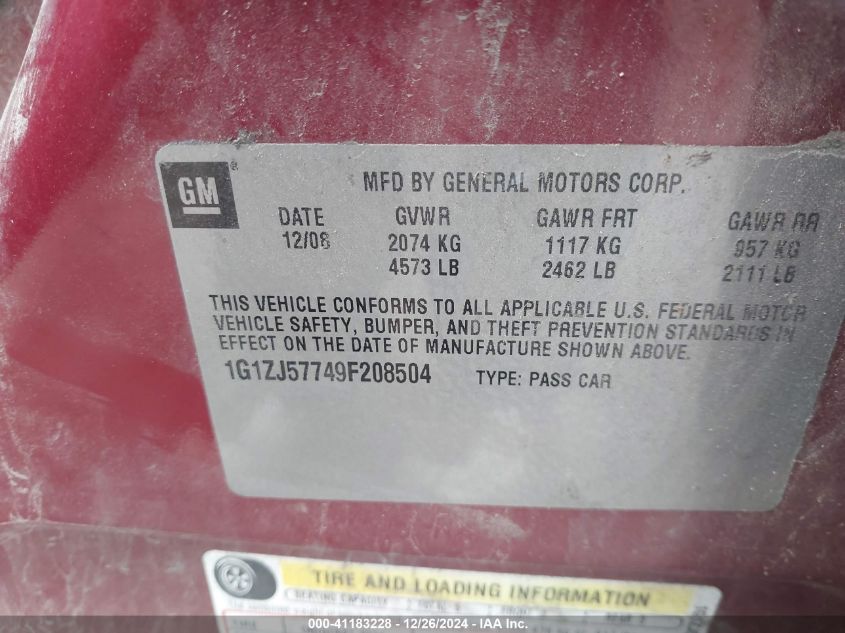 GM ® MFD BY GENERAL MOTORS CORP.
DATE GVWR GAWR FRT GAWR RR
12/08 2074 KG 1117 KG 957 KG
4573 LB 2462 LB 2111 LB
THIS VEHICLE CONFORMS TO ALL APPLICABLE U.S. FEDERAL MOTOR
VEHICLE SAFETY, BUMPER, AND THEFT PREVENTION STANDARDS IN
EFFECT ON THE DATE OF MANUFACTURE SHOWN ABOVE.
1G1ZJ57749F208504 TYPE: PASS CAR
TIRE AND LOADING INFORMATION
SEATING CAPACITY
000-41183228 - 12/26/2024 - IAA Inc.